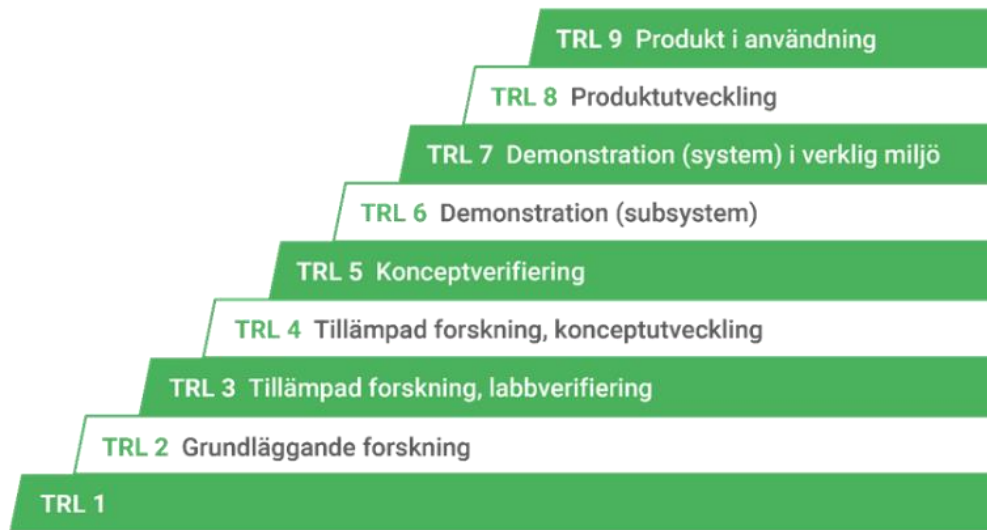 TRL 9 Produkt i användning
TRL 8 Produktutveckling
TRL 7 Demonstration (system) i verklig miljö
TRL 6 Demonstration (subsystem)
TRL 5 Konceptverifiering
TRL 4 Tillämpad forskning, konceptutveckling
TRL 3 Tillämpad forskning, labbverifiering
TRL 2 Grundläggande forskning
TRL 1